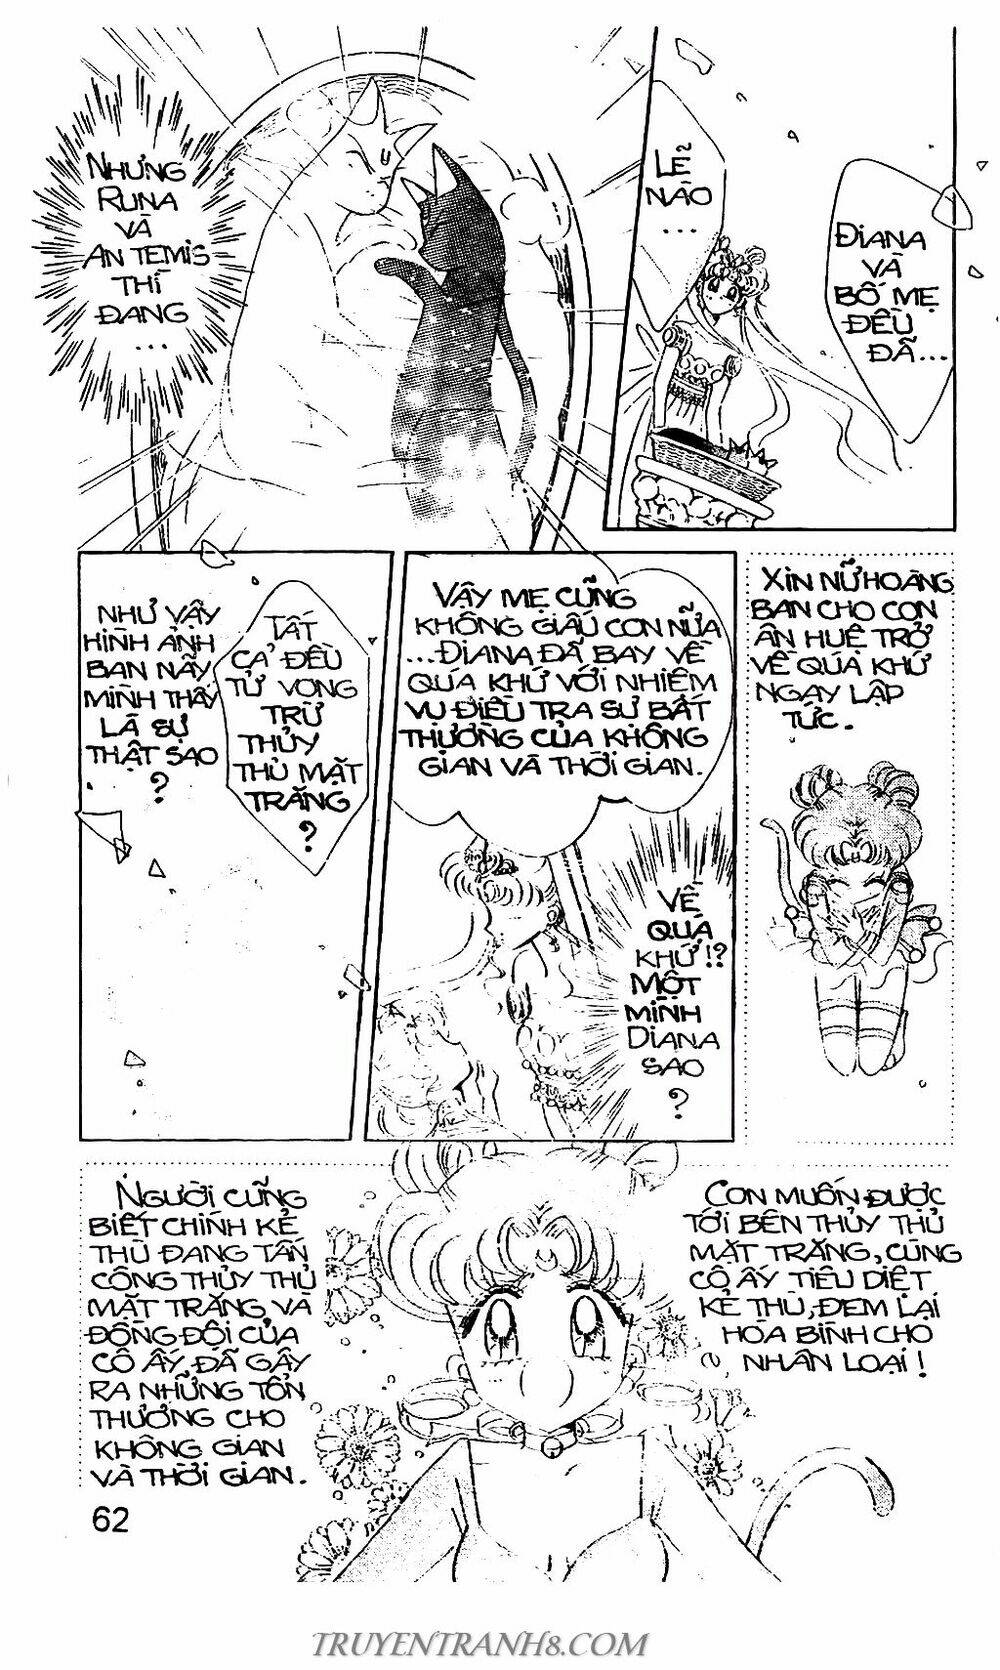 ĐIANA
VÀ
BỐ MẸ
ĐỀU
ĐÃ...
LẼ
NÀO
...
NHƯNG
RUNA
VÀ
AN TEMIS
THÌ
ĐANG
...
XIN NỮ HOÀNG
BAN CHO CON
ÂN HUỆ TRỞ
VỀ QUÁ KHỨ
NGAY LẬP
TỨC.
VẬY MẸ CŨNG
KHÔNG GIẤU CON NỮA
...ĐIANA ĐÃ BAY VỀ
QUÁ KHỨ VỚI NHIỆM
VỤ ĐIỀU TRA SỰ BẤT
THƯỜNG CỦA KHÔNG
GIAN VÀ THỜI GIAN.
VỀ
QUÁ
KHỨ!?
MỘT
MÌNH
DIANA
SAO
?
TẤT
CẢ ĐỀU
TỬ VONG
TRỪ
THỦY
THỦ MẶT
TRĂNG
?
NHƯ VẬY
HÌNH ẢNH
BAN NÃY
MÌNH THẤY
LÀ SỰ
THẬT SAO
?
CON MUỐN ĐƯỢC
TỚI BÊN THỦY THỦ
MẶT TRĂNG, CÙNG
CÔ ẤY TIÊU DIỆT
KẺ THÙ, ĐEM LẠI
HÒA BÌNH CHO
NHÂN LOẠI!
NGƯỜI CŨNG
BIẾT CHÍNH KẺ
THÙ ĐANG TẤN
CÔNG THỦY THỦ
MẶT TRĂNG VÀ
ĐỒNG ĐỘI CỦA
CÔ ẤY, ĐÃ GÂY
RA NHỮNG TỔN
THƯƠNG CHO
KHÔNG GIAN
VÀ THỜI GIAN.
62
TRUYENTRANH8.COM